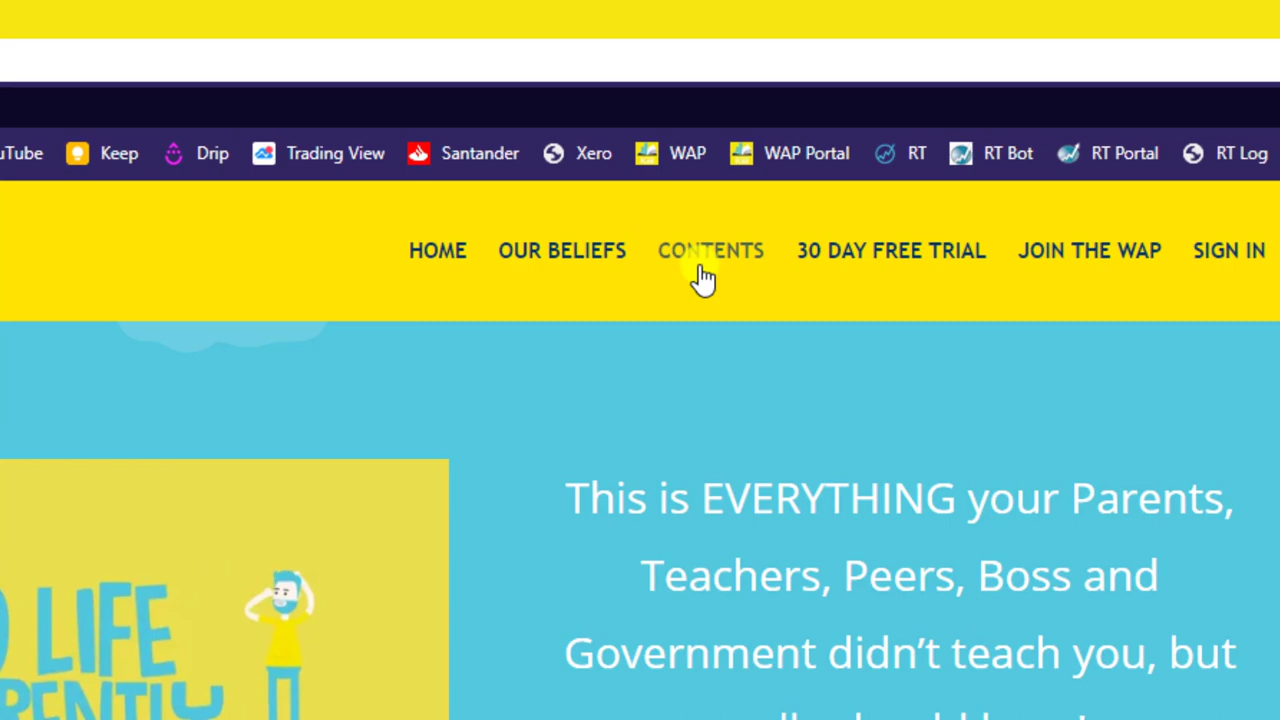 Keep Drip Trading View Santander Xero WAP WAP Portal RT RT Bot RT Portal RT Log
HOME OUR BELIEFS CONTENTS 30 DAY FREE TRIAL JOIN THE WAP SIGN IN
This is EVERYTHING your Parents,
Teachers, Peers, Boss and
Government didn’t teach you, but
LIFE